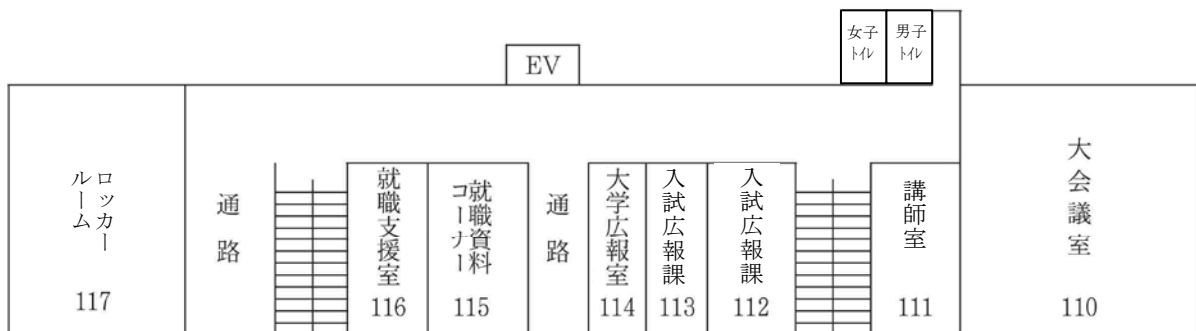 女子
トイレ
男子
トイレ
EV
ロッカー
ルーム
117
通路
就職支援室
116
就職資料
コーナー
115
通路
大学広報室
114
入試広報課
113
入試広報課
112
講師室
111
大会議室
110